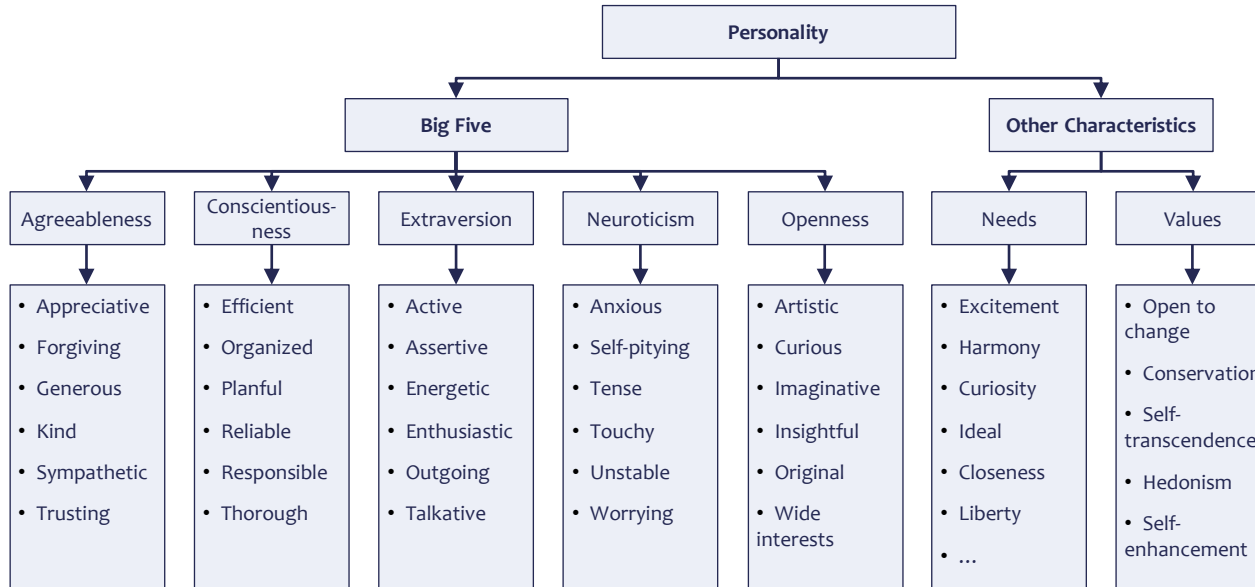 Personality
Big Five
Other Characteristics
Agreeableness
Conscientious-
ness
Extraversion
Neuroticism
Openness
Needs
Values
• Appreciative
• Forgiving
• Generous
• Kind
• Sympathetic
• Trusting
• Efficient
• Organized
• Planful
• Reliable
• Responsible
• Thorough
• Active
• Assertive
• Energetic
• Enthusiastic
• Outgoing
• Talkative
• Anxious
• Self-pitying
• Tense
• Touchy
• Unstable
• Worrying
• Artistic
• Curious
• Imaginative
• Insightful
• Original
• Wide
interests
• Excitement
• Harmony
• Curiosity
• Ideal
• Closeness
• Liberty
• ...
• Open to
change
• Conservation
• Self-
transcendence
• Hedonism
• Self-
enhancement